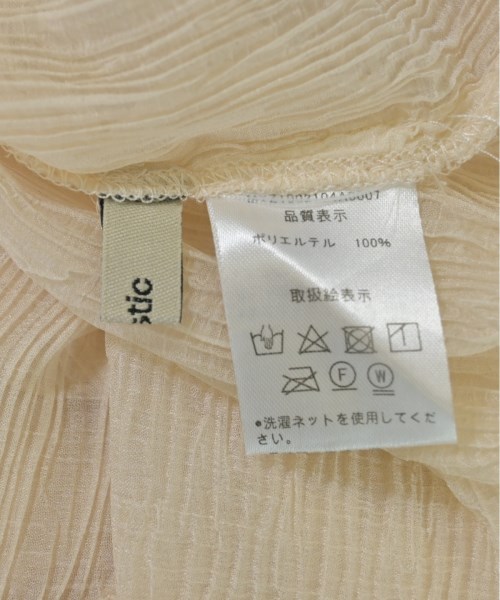 stic
品質表示
ポリエルテル 100%
取扱絵表示
F W
●洗濯ネットを使用してくだ
さい。